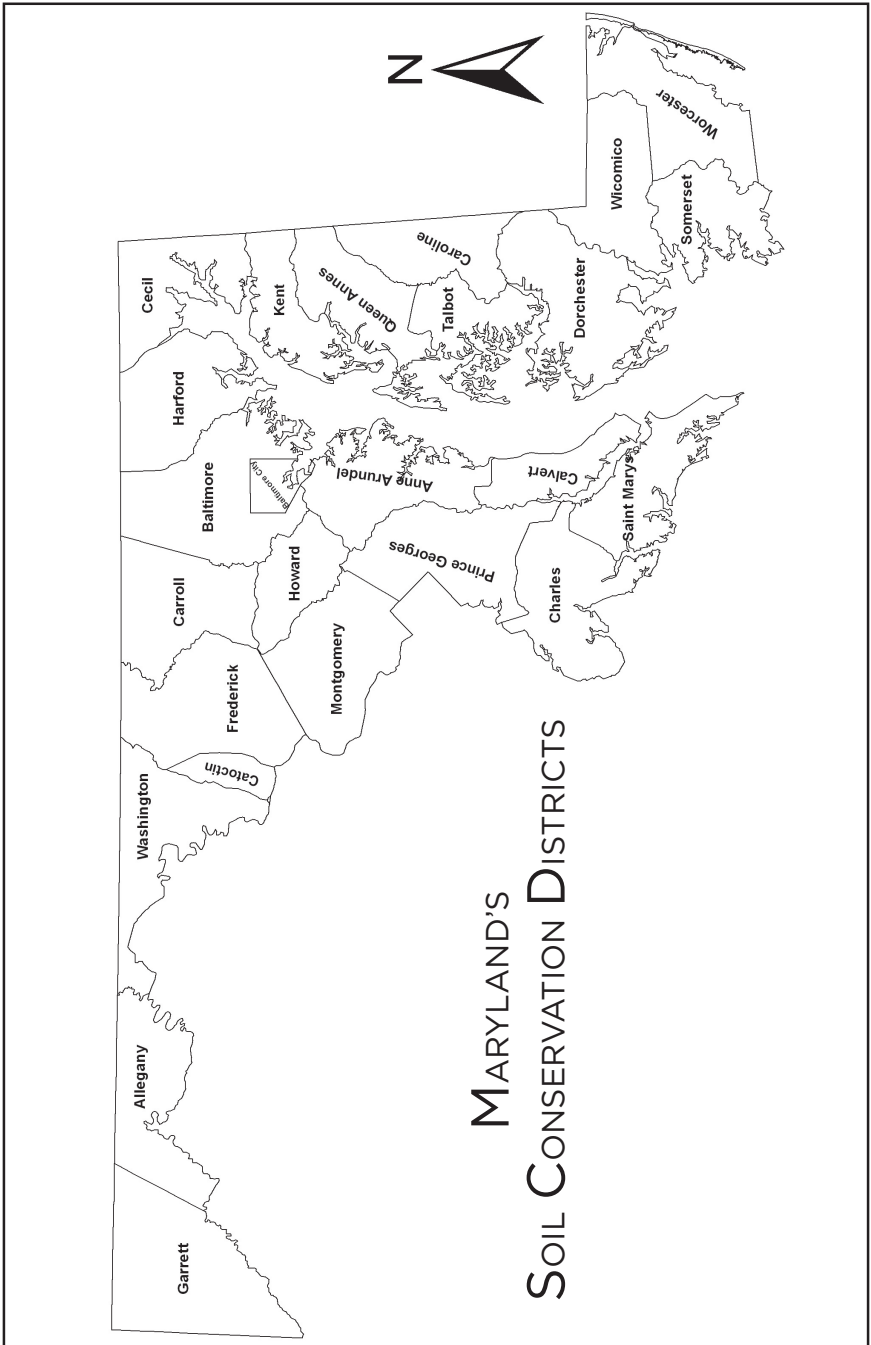 MARYLAND'S
SOIL CONSERVATION DISTRICTS
N
Garrett
Allegany
Washington
Catoctin
Frederick
Carroll
Baltimore
Baltimore City
Harford
Cecil
Montgomery
Howard
Kent
Queen Annes
Anne Arundel
Prince Georges
Caroline
Talbot
Calvert
Charles
Saint Marys
Dorchester
Wicomico
Somerset
Worcester